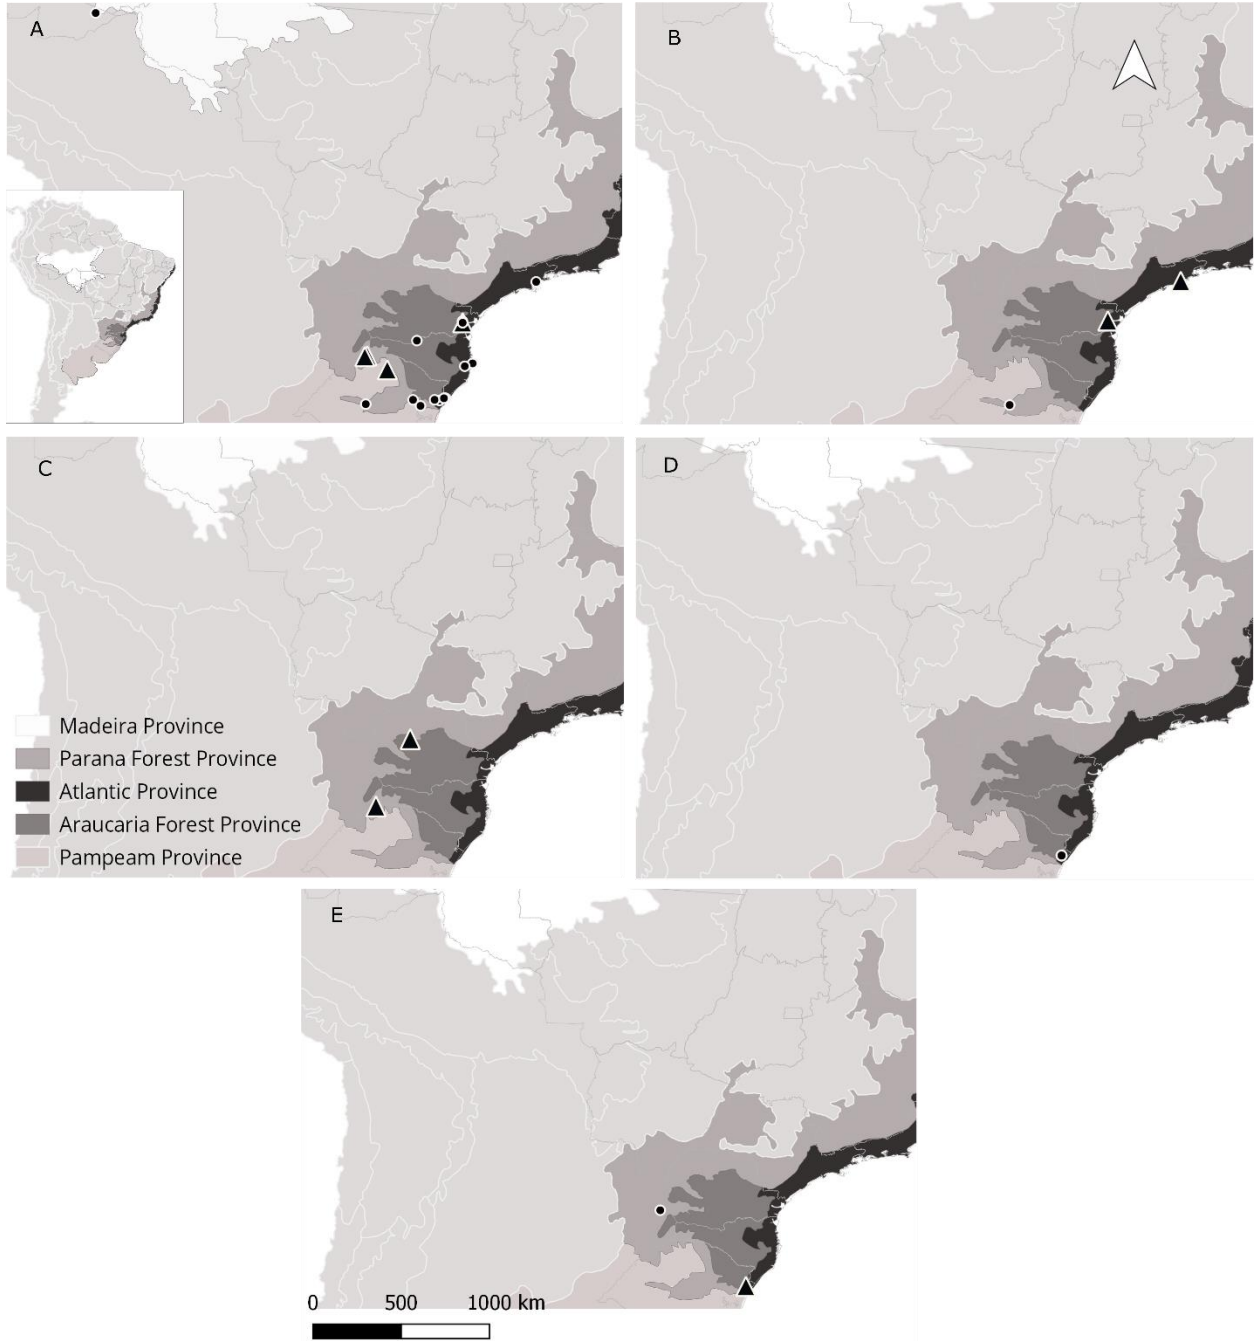 A
B
C
D
Madeira Province
Parana Forest Province
Atlantic Province
Araucaria Forest Province
Pampeam Province
E
0 500 1000 km